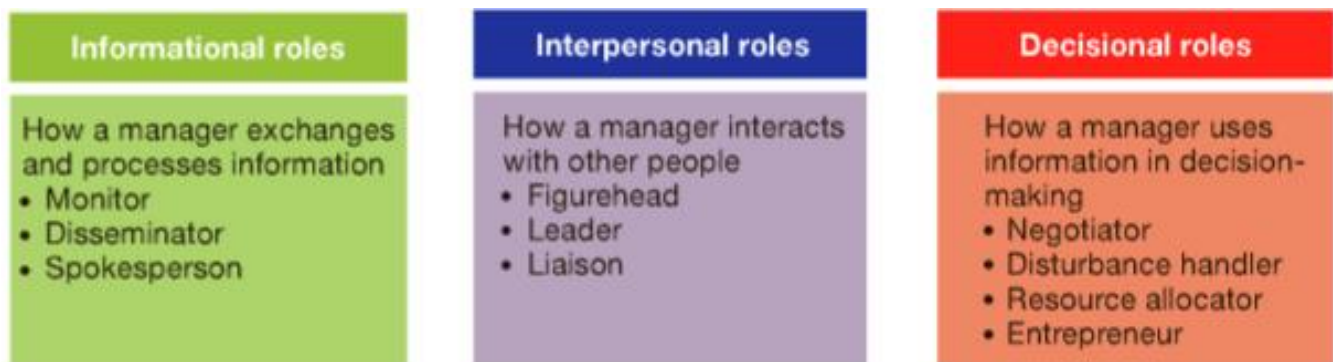 Informational roles
How a manager exchanges
and processes information
• Monitor
• Disseminator
• Spokesperson
Interpersonal roles
How a manager interacts
with other people
• Figurehead
• Leader
• Liaison
Decisional roles
How a manager uses
information in decision-
making
• Negotiator
• Disturbance handler
• Resource allocator
• Entrepreneur